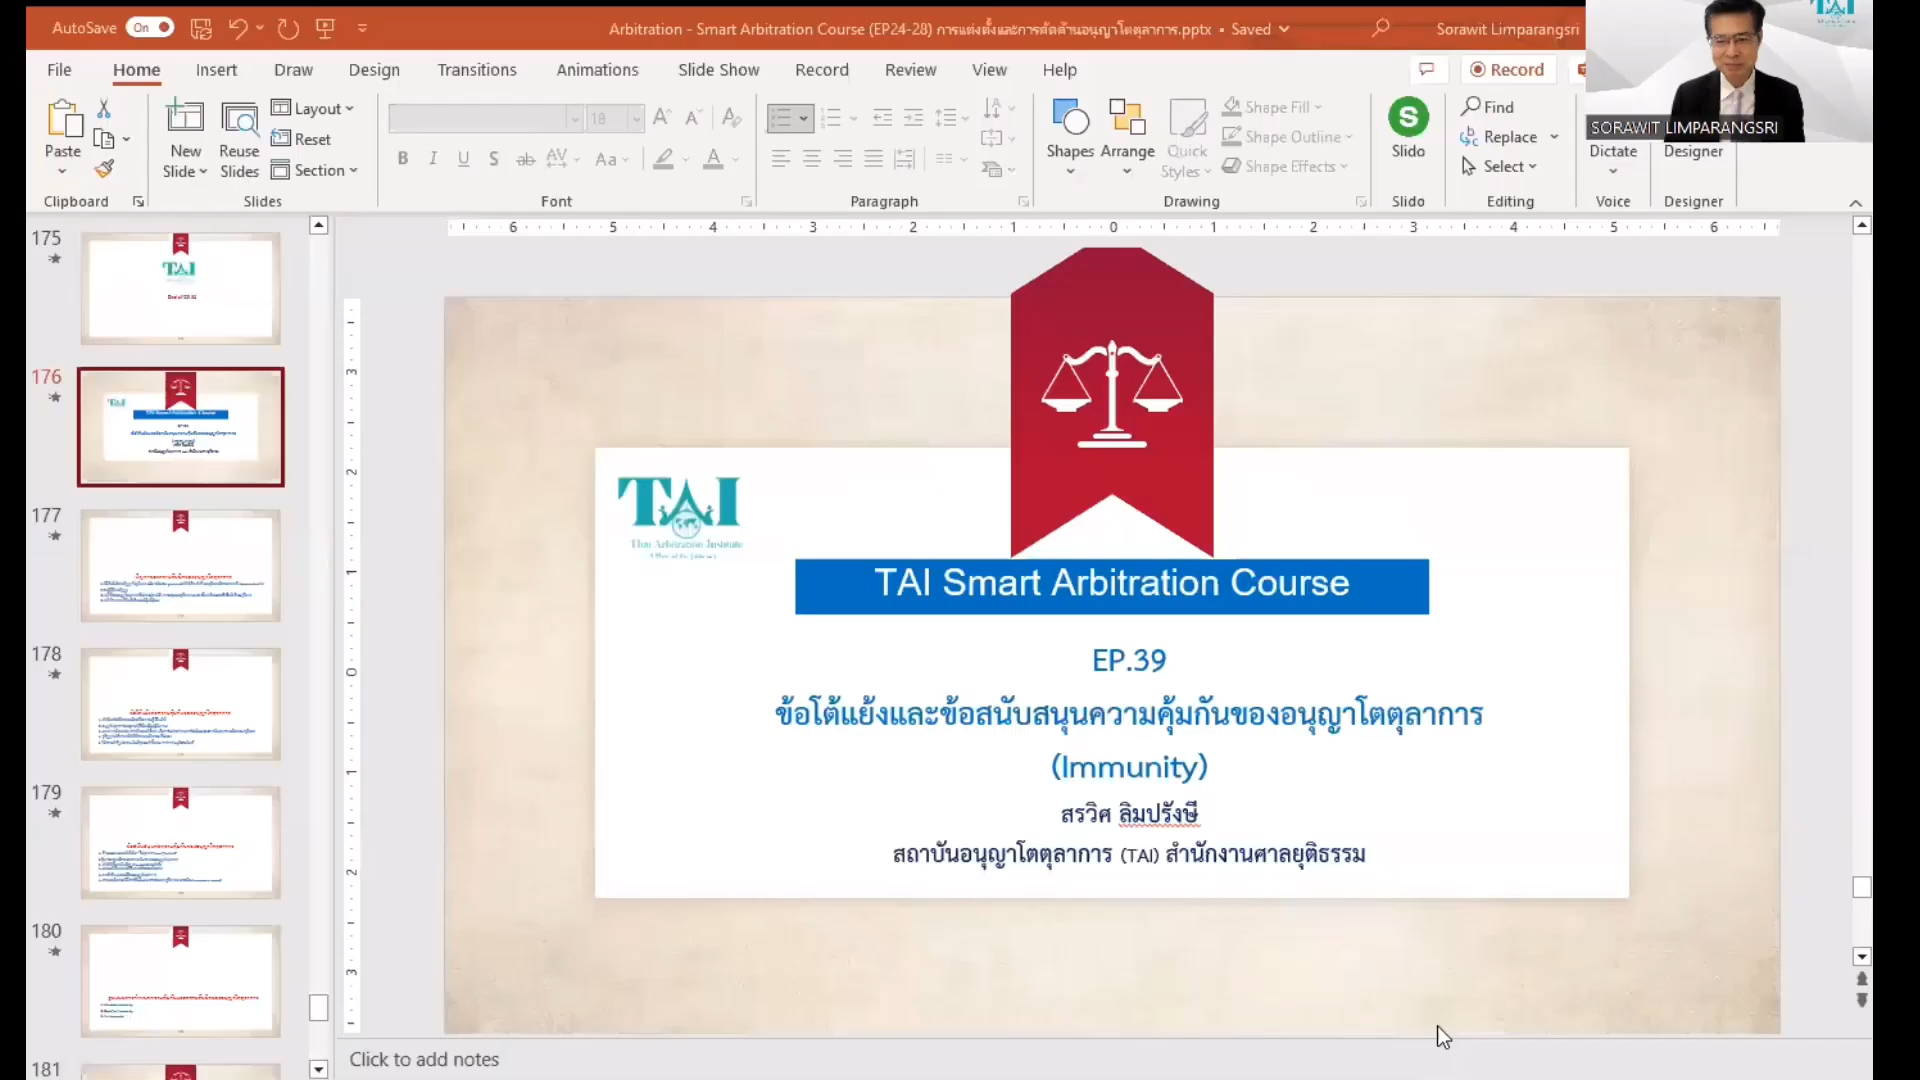 AutoSave On
Arbitration - Smart Arbitration Course (EP24-28) การแต่งตั้งและการคัดค้านอนุญาโตตุลาการ.pptx • Saved
Sorawit Limparangsri
File Home Insert Draw Design Transitions Animations Slide Show Record Review View Help
Record
SORAWIT LIMPARANGSRI
Paste
New Slide
Reuse Slides
Layout
Reset
Section
18
Shapes
Arrange
Quick Styles
Shape Fill
Shape Outline
Shape Effects
Slido
Find
Replace
Select
Dictate
Designer
Clipboard
Slides
Font
Paragraph
Drawing
Slido
Editing
Voice
Designer
175
176
177
178
179
180
181
TAI
Thai Arbitration Institute
TAI Smart Arbitration Course
EP.39
ข้อโต้แย้งและข้อสนับสนุนความคุ้มกันของอนุญาโตตุลาการ
(Immunity)
สรวิศ ลิมปรังษี
สถาบันอนุญาโตตุลาการ (TAI) สำนักงานศาลยุติธรรม
Click to add notes